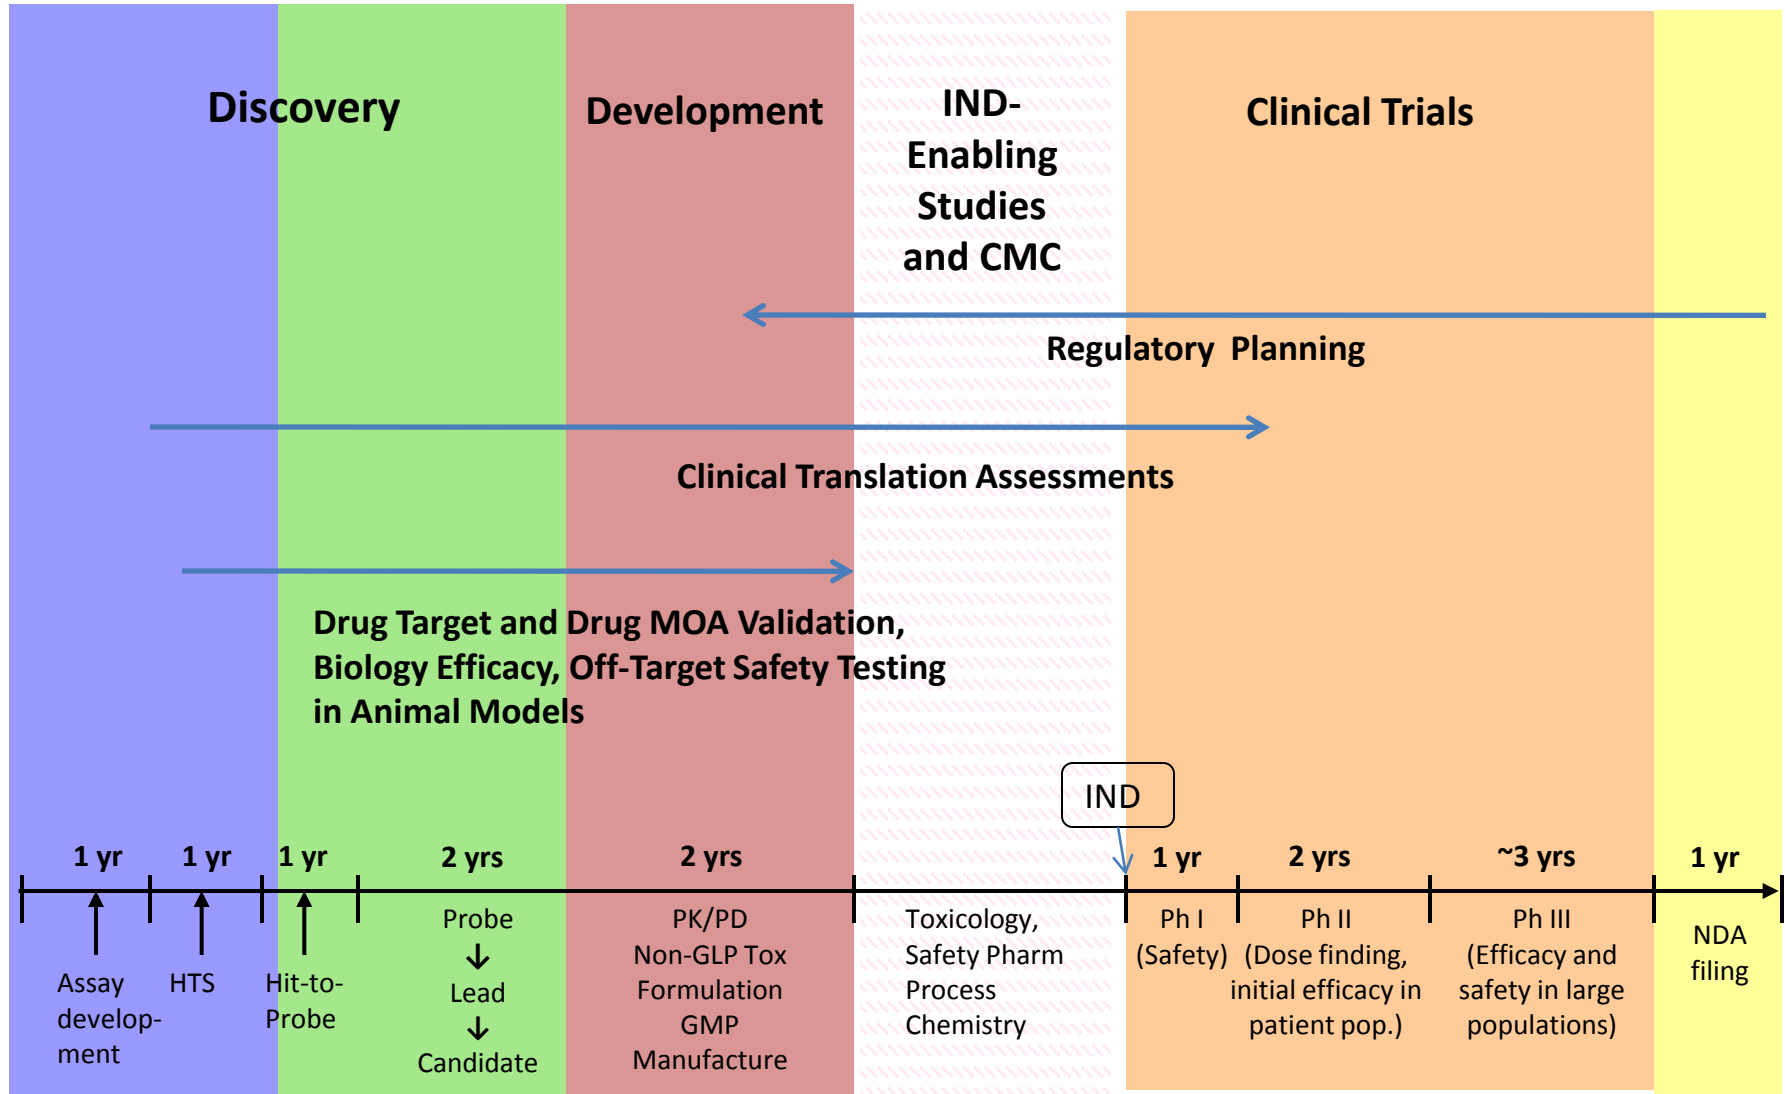 Discovery
Development
IND-
Enabling
Studies
and CMC
Clinical Trials
Regulatory Planning
Clinical Translation Assessments
Drug Target and Drug MOA Validation,
Biology Efficacy, Off-Target Safety Testing
in Animal Models
IND
1 yr
1 yr
1 yr
2 yrs
2 yrs
1 yr
2 yrs
~3 yrs
1 yr
Assay
develop-
ment
HTS
Hit-to-
Probe
Probe
Lead
Candidate
PK/PD
Non-GLP Tox
Formulation
GMP
Manufacture
Toxicology,
Safety Pharm
Process
Chemistry
Ph I
(Safety)
Ph II
(Dose finding,
initial efficacy in
patient pop.)
Ph III
(Efficacy and
safety in large
populations)
NDA
filing